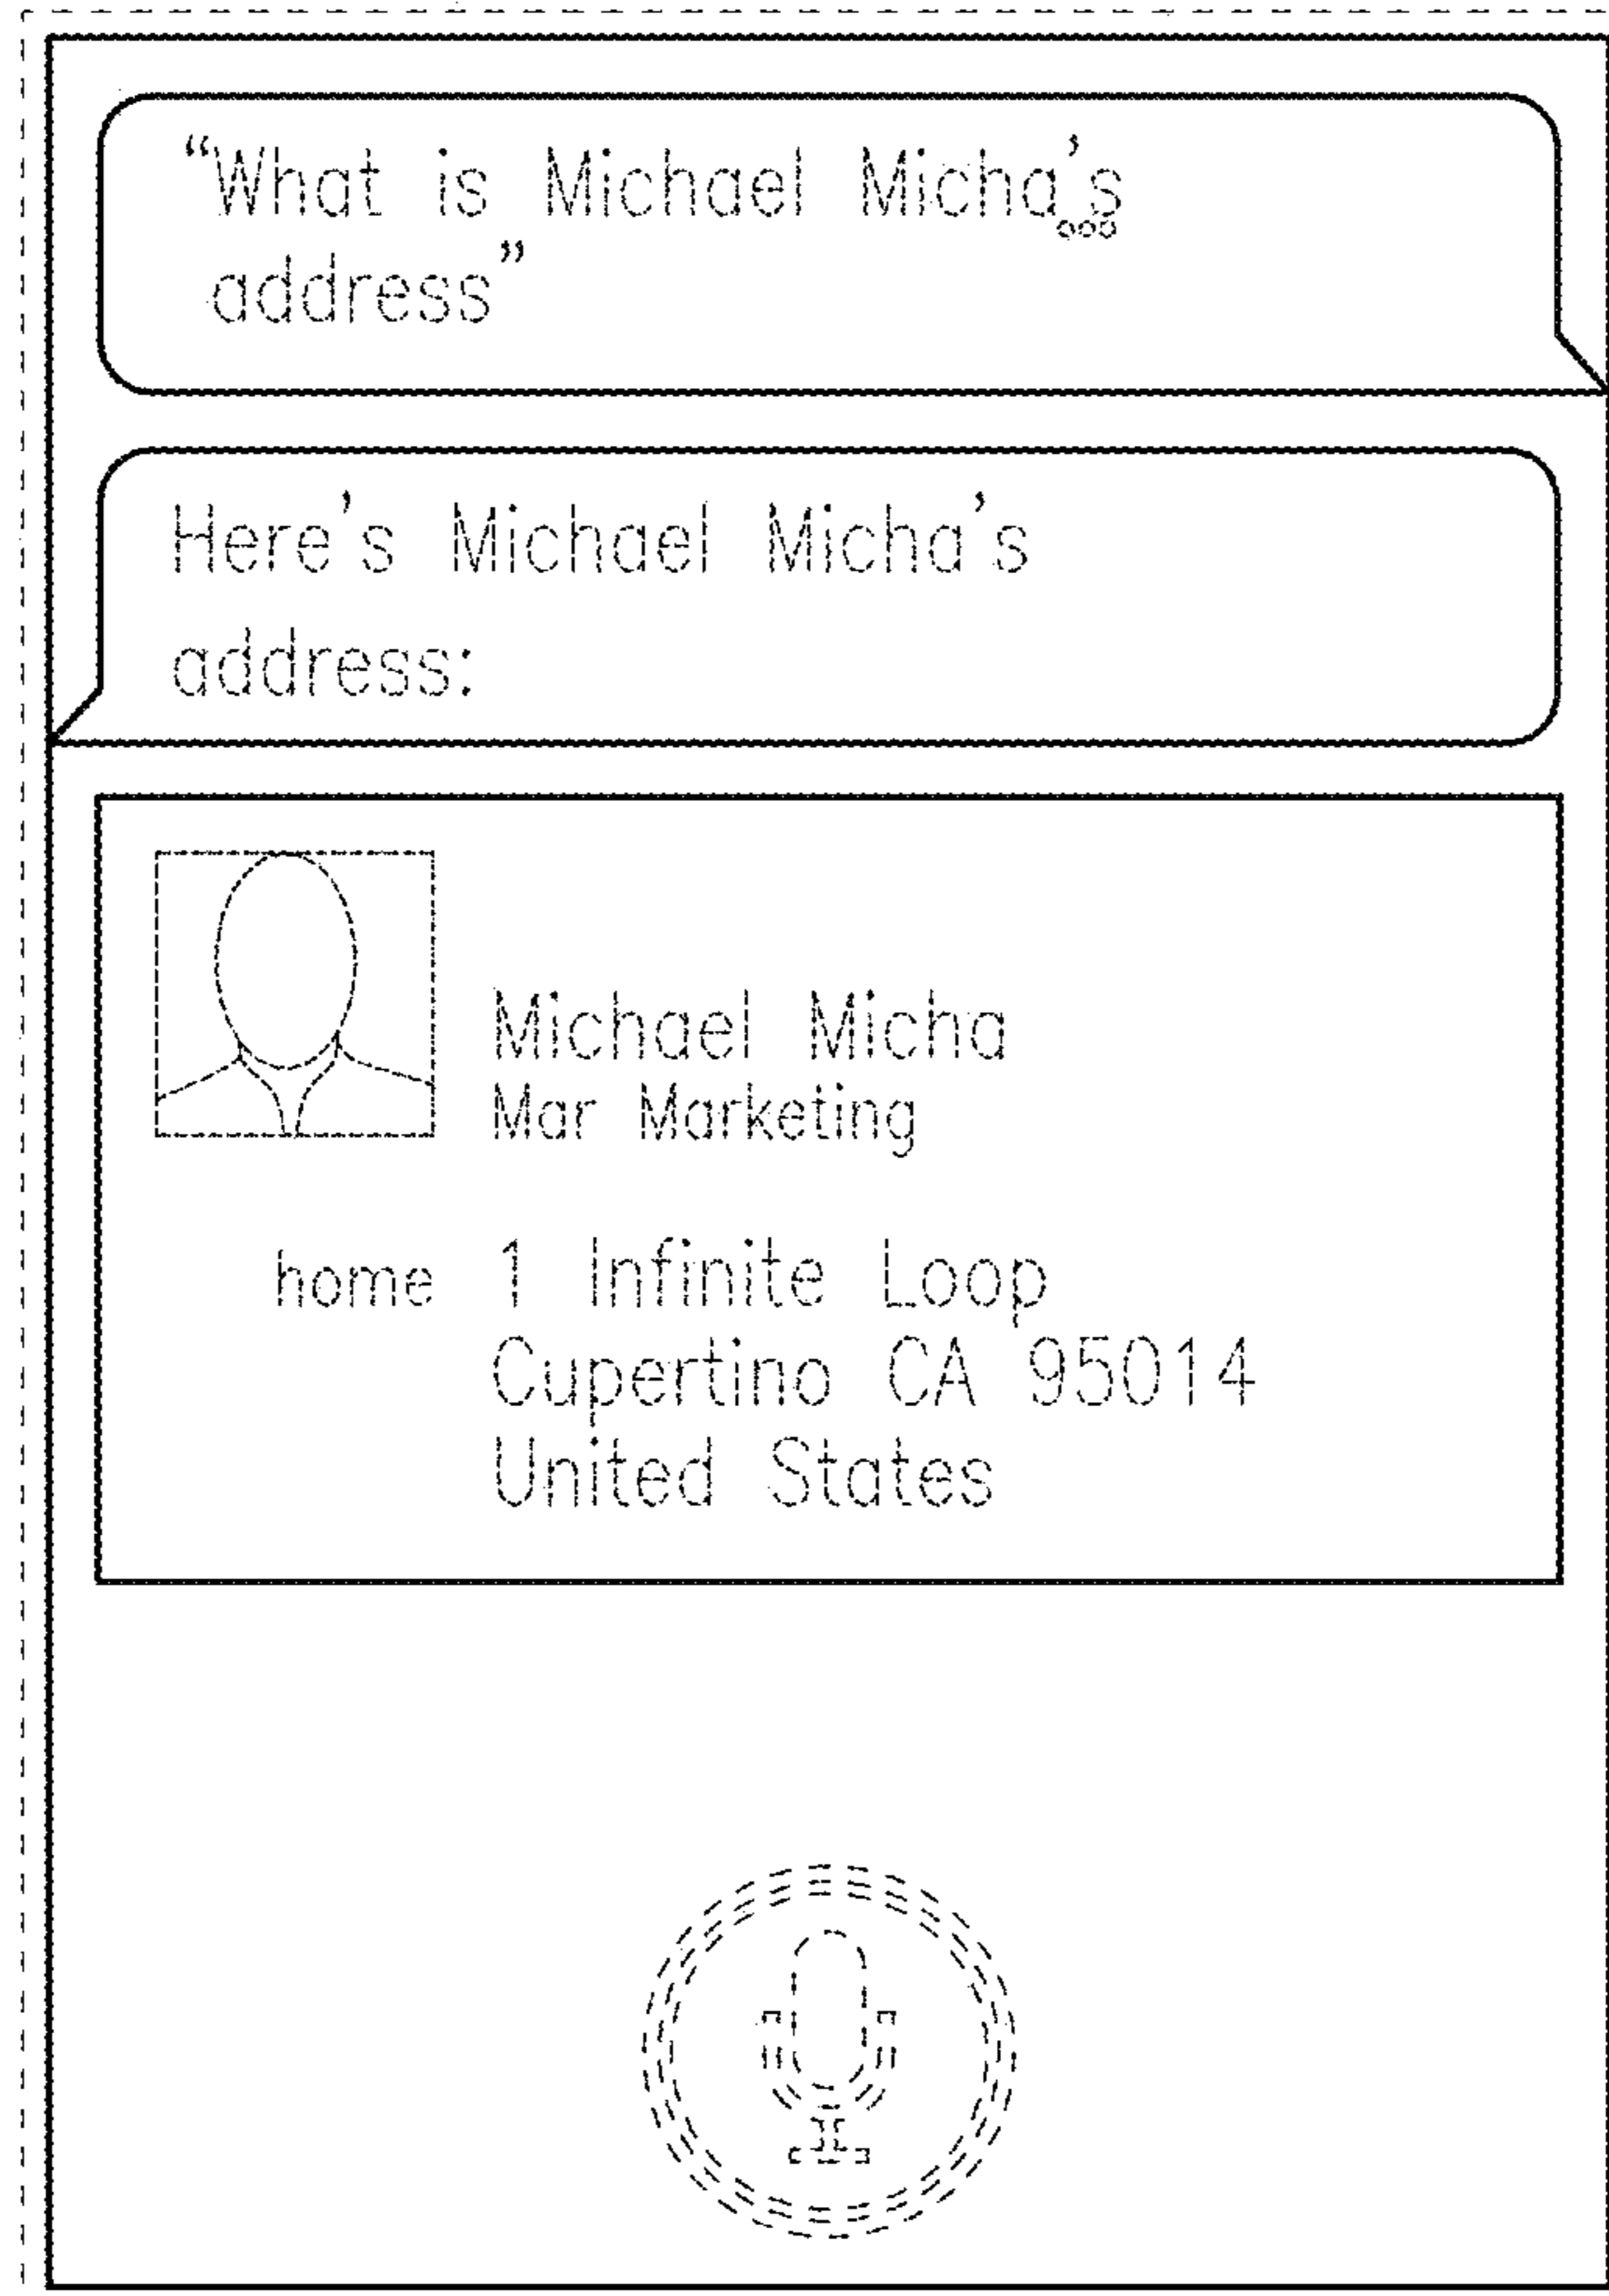 “What is Michael Micha’s
address”
Here’s Michael Micha’s
address:
Michael Micha
Mar Marketing
home 1 Infinite Loop
Cupertino CA 95014
United States